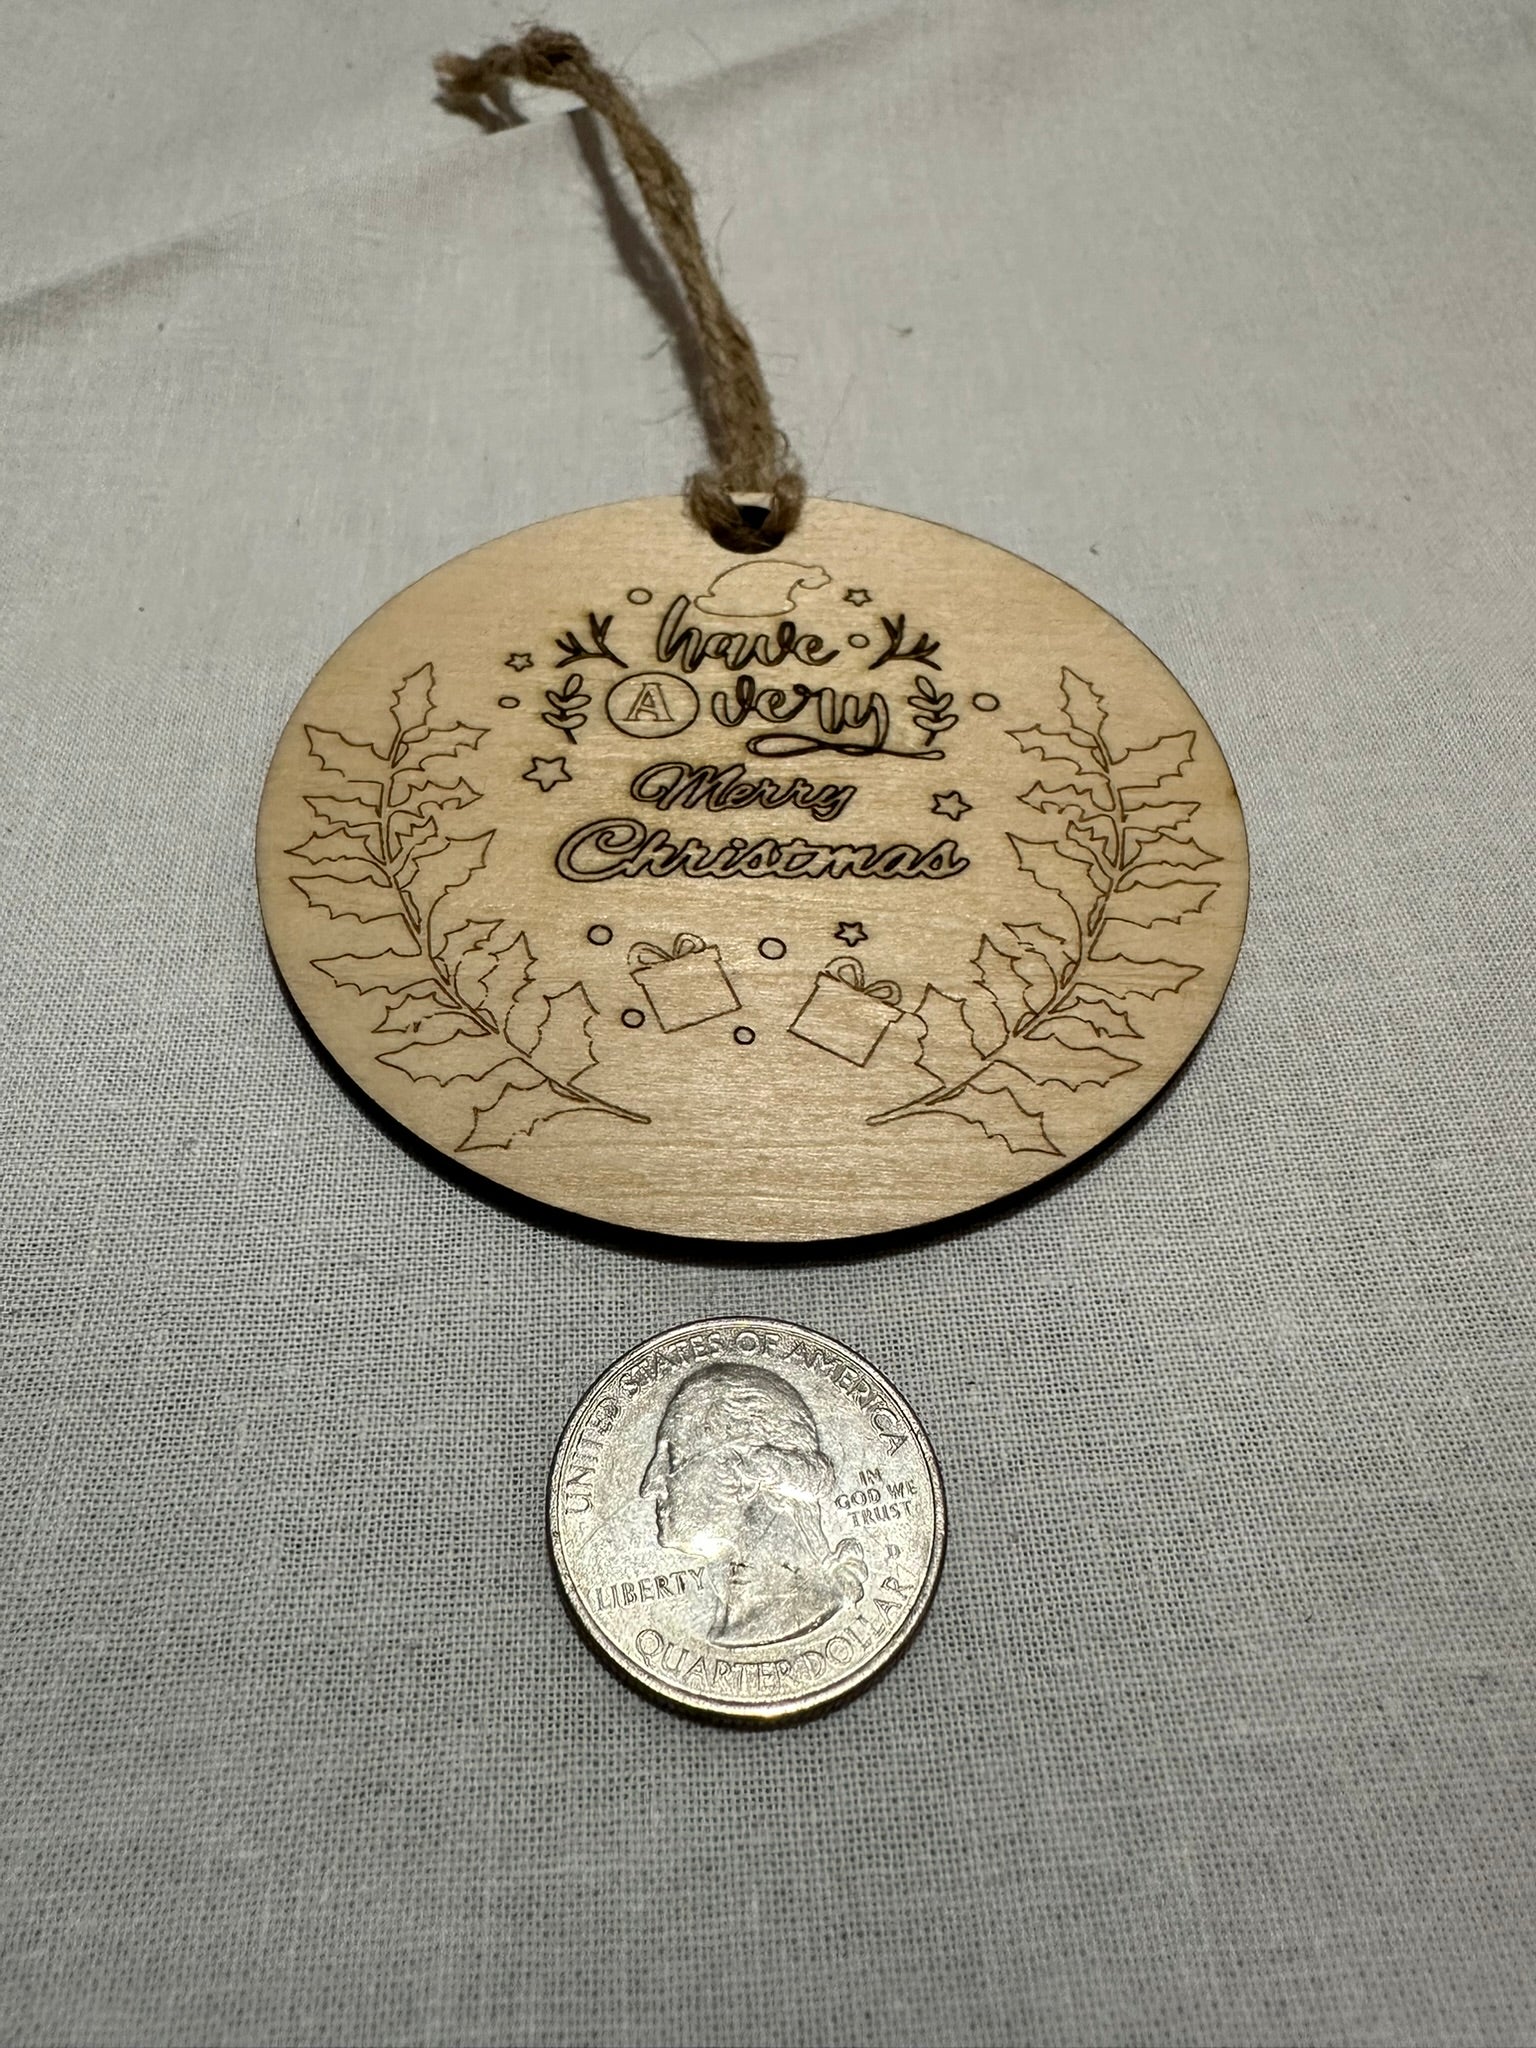 have
A very
Merry
Christmas
UNITED STATES OF AMERICA
IN
GOD WE
TRUST
D
LIBERTY
QUARTER DOLLAR